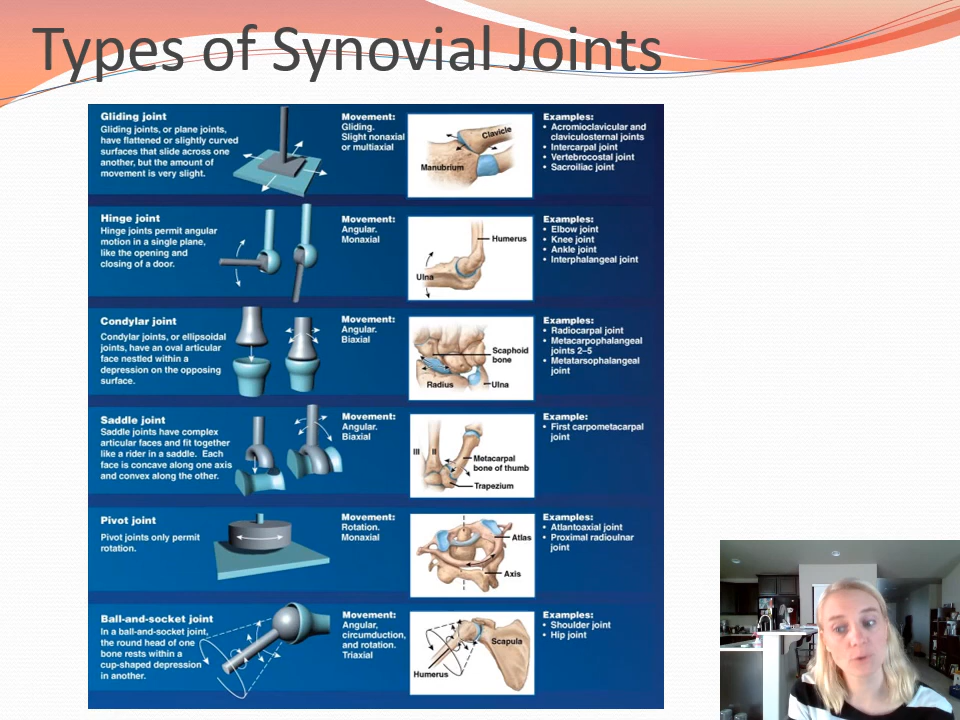 Types of Synovial Joints
Gliding joint
Gliding joints, or plane joints,
have flattened or slightly curved
surfaces that slide across one
another, but the amount of
movement is very slight.
Movement:
Gliding.
Slight nonaxial
or multiaxial
Clavicle
Manubrium
Examples:
• Acromioclavicular and
claviculosternal joints
• Intercarpal joint
• Vertebrocostal joint
• Sacroiliac joint
Hinge joint
Hinge joints permit angular
motion in a single plane,
like the opening and
closing of a door.
Movement:
Angular.
Monaxial
Humerus
Ulna
Examples:
• Elbow joint
• Knee joint
• Ankle joint
• Interphalangeal joint
Condylar joint
Condylar joints, or ellipsoidal
joints, have an oval articular
face nestled within a
depression on the opposing
surface.
Movement:
Angular.
Biaxial
Scaphoid
bone
Radius
Ulna
Examples:
• Radiocarpal joint
• Metacarpophalangeal
joints 2–5
• Metatarsophalangeal
joint
Saddle joint
Saddle joints have complex
articular faces and fit together
like a rider in a saddle. Each
face is concave along one axis
and convex along the other.
Movement:
Angular.
Biaxial
III II
Metacarpal
bone of thumb
Trapezium
Example:
• First carpometacarpal
joint
Pivot joint
Pivot joints only permit
rotation.
Movement:
Rotation.
Monaxial
Atlas
Axis
Examples:
• Atlantoaxial joint
• Proximal radioulnar
joint
Ball-and-socket joint
In a ball-and-socket joint,
the round head of one
bone rests within a
cup-shaped depression
in another.
Movement:
Angular,
circumduction,
and rotation.
Triaxial
Scapula
Humerus
Examples:
• Shoulder joint
• Hip joint